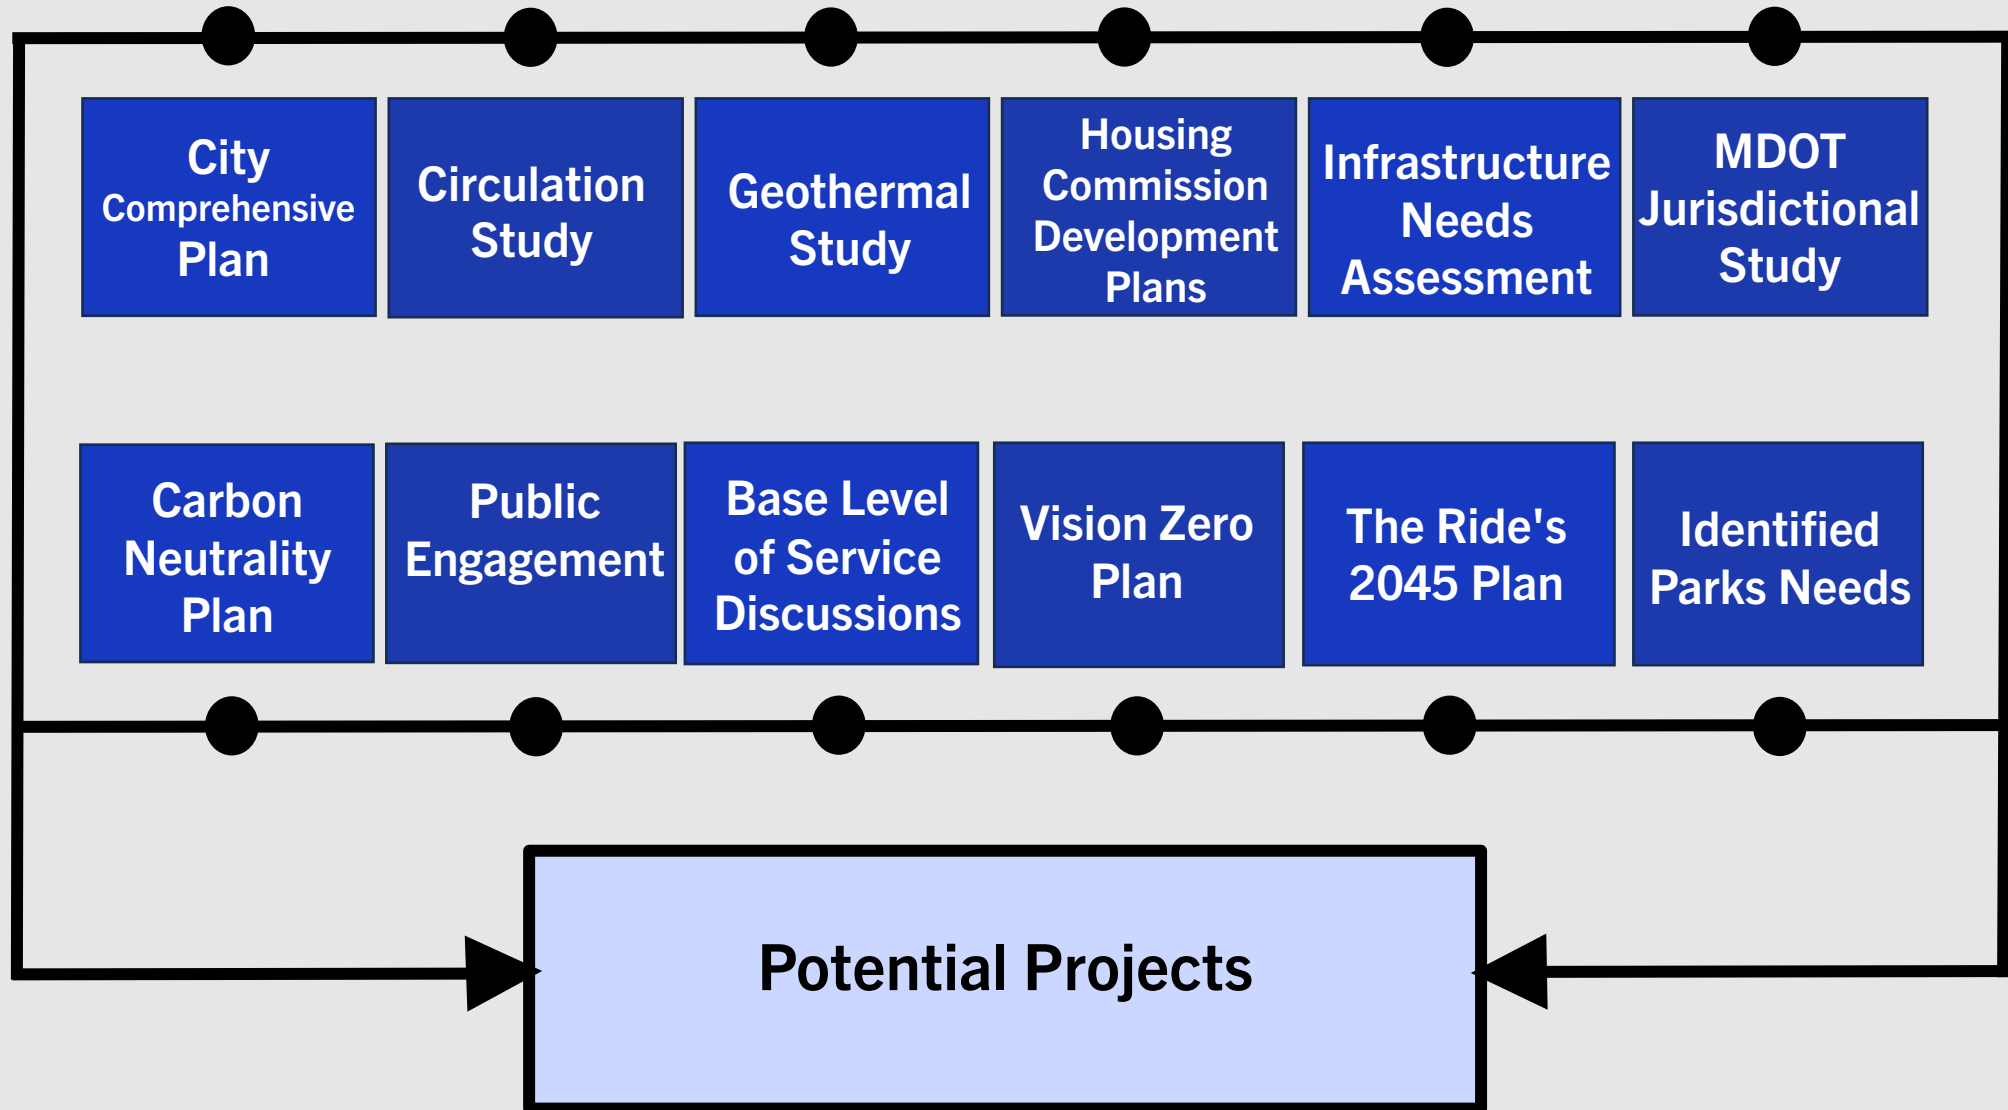 City
Comprehensive
Plan
Circulation
Study
Geothermal
Study
Housing
Commission
Development
Plans
Infrastructure
Needs
Assessment
MDOT
Jurisdictional
Study
Carbon
Neutrality
Plan
Public
Engagement
Base Level
of Service
Discussions
Vision Zero
Plan
The Ride's
2045 Plan
Identified
Parks Needs
Potential Projects